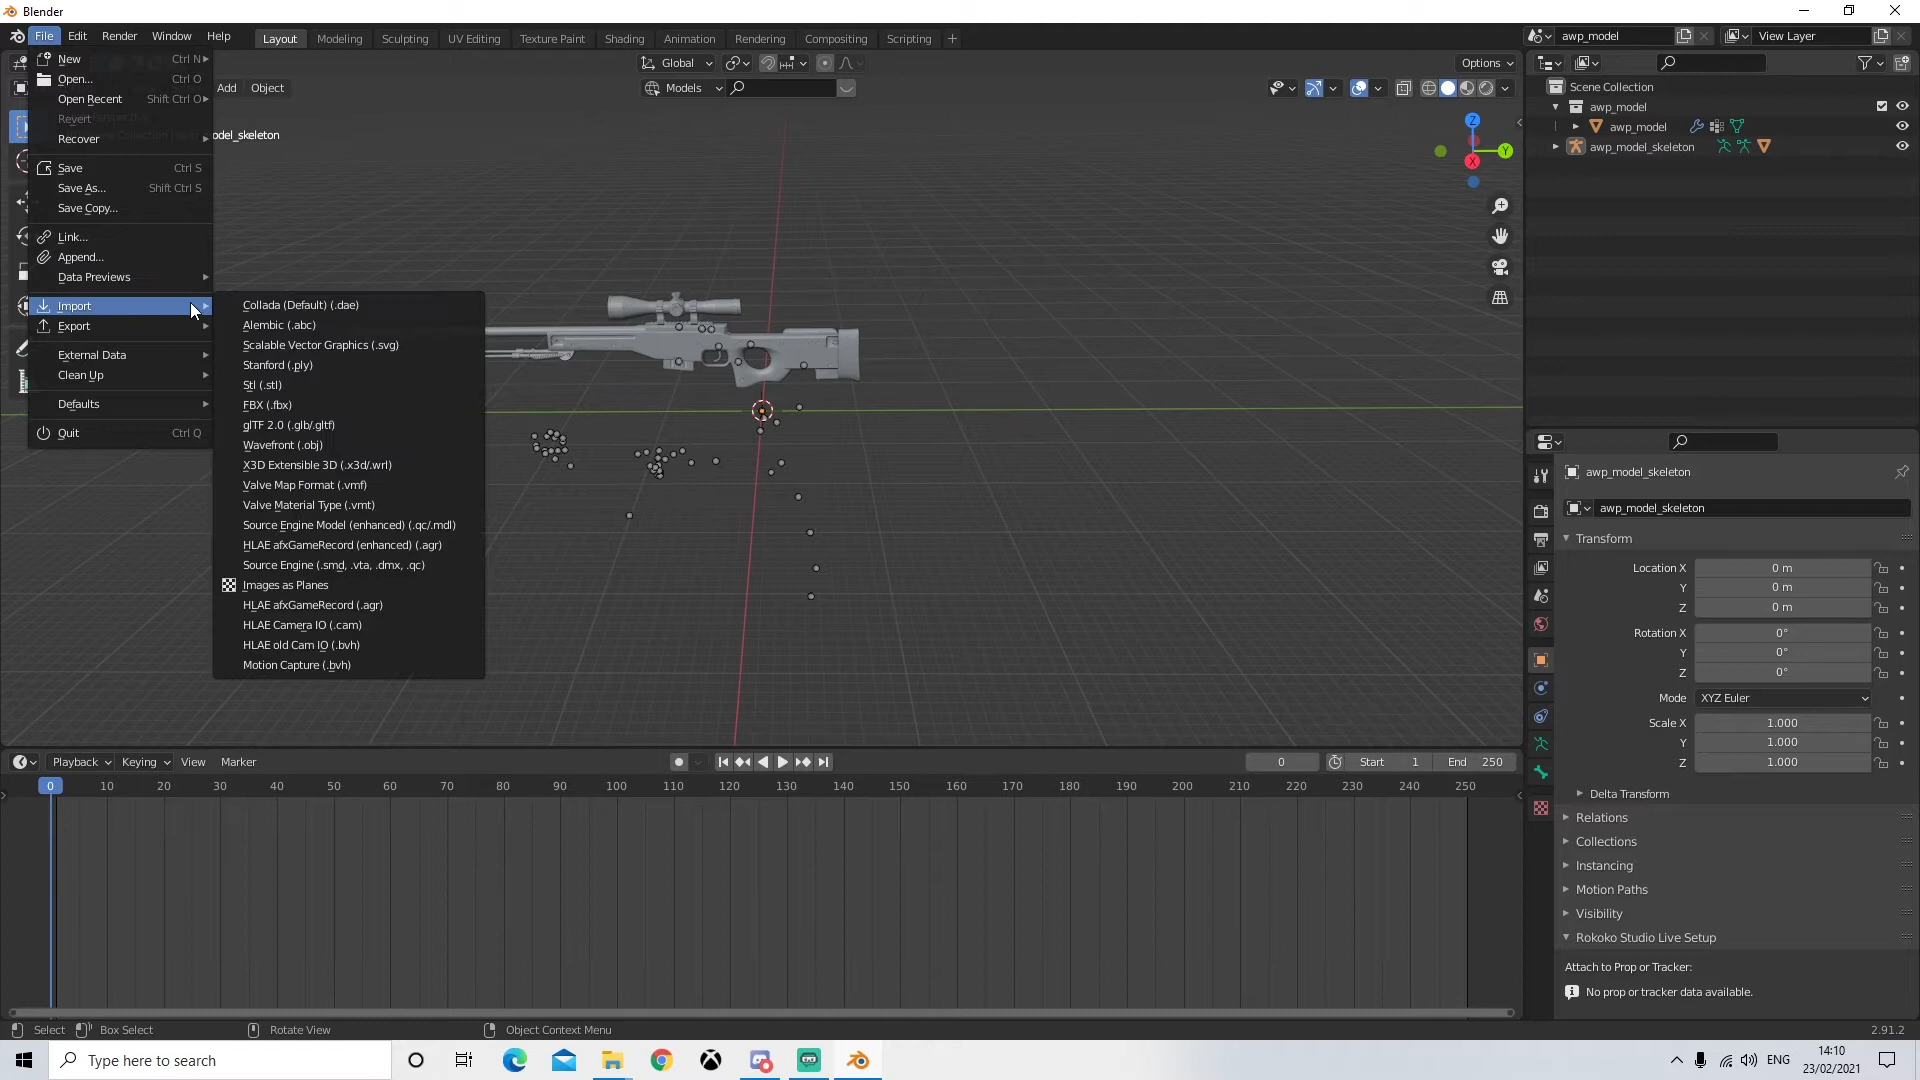 Blender
File Edit Render Window Help
Layout Modeling Sculpting UV Editing Texture Paint Shading Animation Rendering Compositing Scripting +
awp_model
View Layer
New Ctrl N
Open... Ctrl O
Open Recent Shift Ctrl O
Revert
Recover
Save Ctrl S
Save As... Shift Ctrl S
Save Copy...
Link...
Append...
Data Previews
Import
Export
External Data
Clean Up
Defaults
Quit Ctrl Q
Add Object
odel_skeleton
Global
Options
Models
Collada (Default) (.dae)
Alembic (.abc)
Scalable Vector Graphics (.svg)
Stanford (.ply)
Stl (.stl)
FBX (.fbx)
glTF 2.0 (.glb/.gltf)
Wavefront (.obj)
X3D Extensible 3D (.x3d/.wrl)
Valve Map Format (.vmf)
Valve Material Type (.vmt)
Source Engine Model (enhanced) (.qc/.mdl)
HLAE afxGameRecord (enhanced) (.agr)
Source Engine (.smd, .vta, .dmx, .qc)
Images as Planes
HLAE afxGameRecord (.agr)
HLAE Camera IO (.cam)
HLAE old Cam IO (.bvh)
Motion Capture (.bvh)
Z
Y
X
Scene Collection
awp_model
awp_model
awp_model_skeleton
awp_model_skeleton
awp_model_skeleton
Transform
Location X 0 m
Y 0 m
Z 0 m
Rotation X 0°
Y 0°
Z 0°
Mode XYZ Euler
Scale X 1.000
Y 1.000
Z 1.000
Delta Transform
Relations
Collections
Instancing
Motion Paths
Visibility
Rokoko Studio Live Setup
Attach to Prop or Tracker:
No prop or tracker data available.
Playback Keying View Marker
0 Start 1 End 250
0 10 20 30 40 50 60 70 80 90 100 110 120 130 140 150 160 170 180 190 200 210 220 230 240 250
Select Box Select Rotate View Object Context Menu 2.91.2
Type here to search
ENG
14:10
23/02/2021